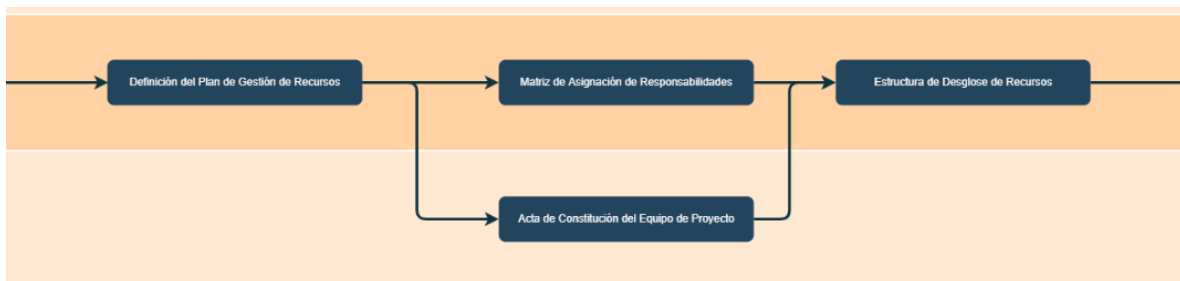 Definición del Plan de Gestión de Recursos
Matriz de Asignación de Responsabilidades
Estructura de Desglose de Recursos
Acta de Constitución del Equipo de Proyecto